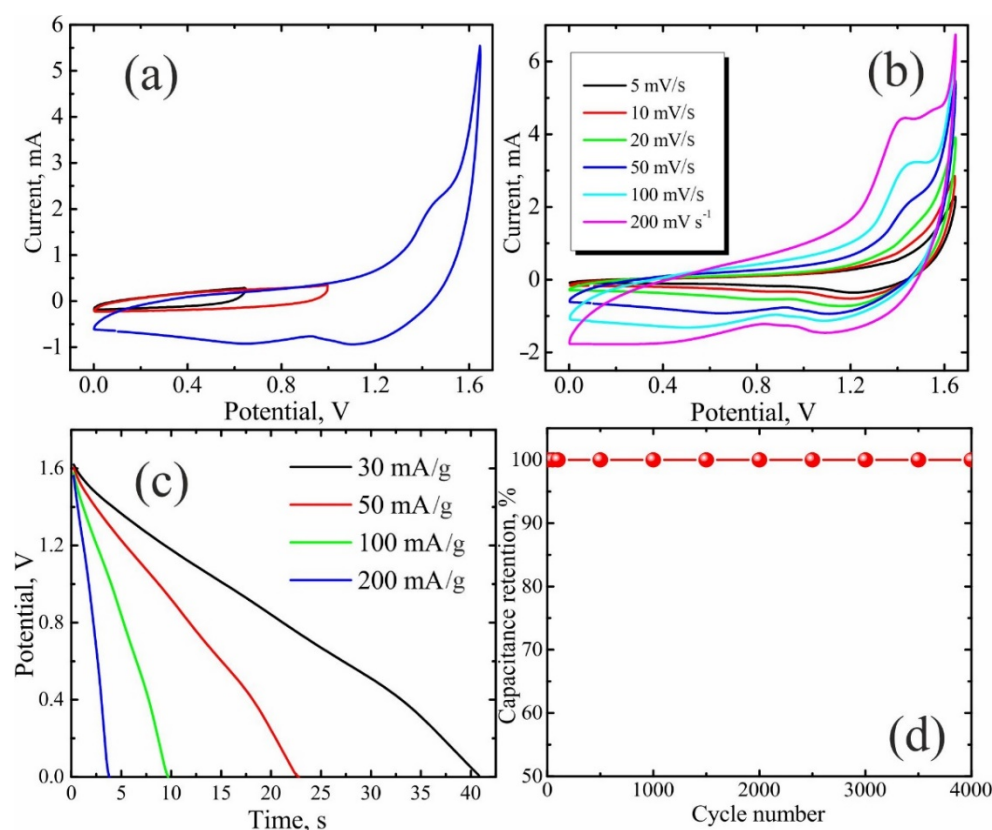 (a)
6
5
4
3
2
1
0
−1
Current, mA
0.0 0.4 0.8 1.2 1.6
Potential, V
(b)
6
4
2
0
−2
Current, mA
5 mV/s
10 mV/s
20 mV/s
50 mV/s
100 mV/s
200 mV s⁻¹
0.0 0.4 0.8 1.2 1.6
Potential, V
(c)
1.6
1.2
0.8
0.4
0.0
Potential, V
30 mA/g
50 mA/g
100 mA/g
200 mA/g
0 5 10 15 20 25 30 35 40
Time, s
100
90
80
70
60
50
Capacitance retention, %
(d)
0 1000 2000 3000 4000
Cycle number